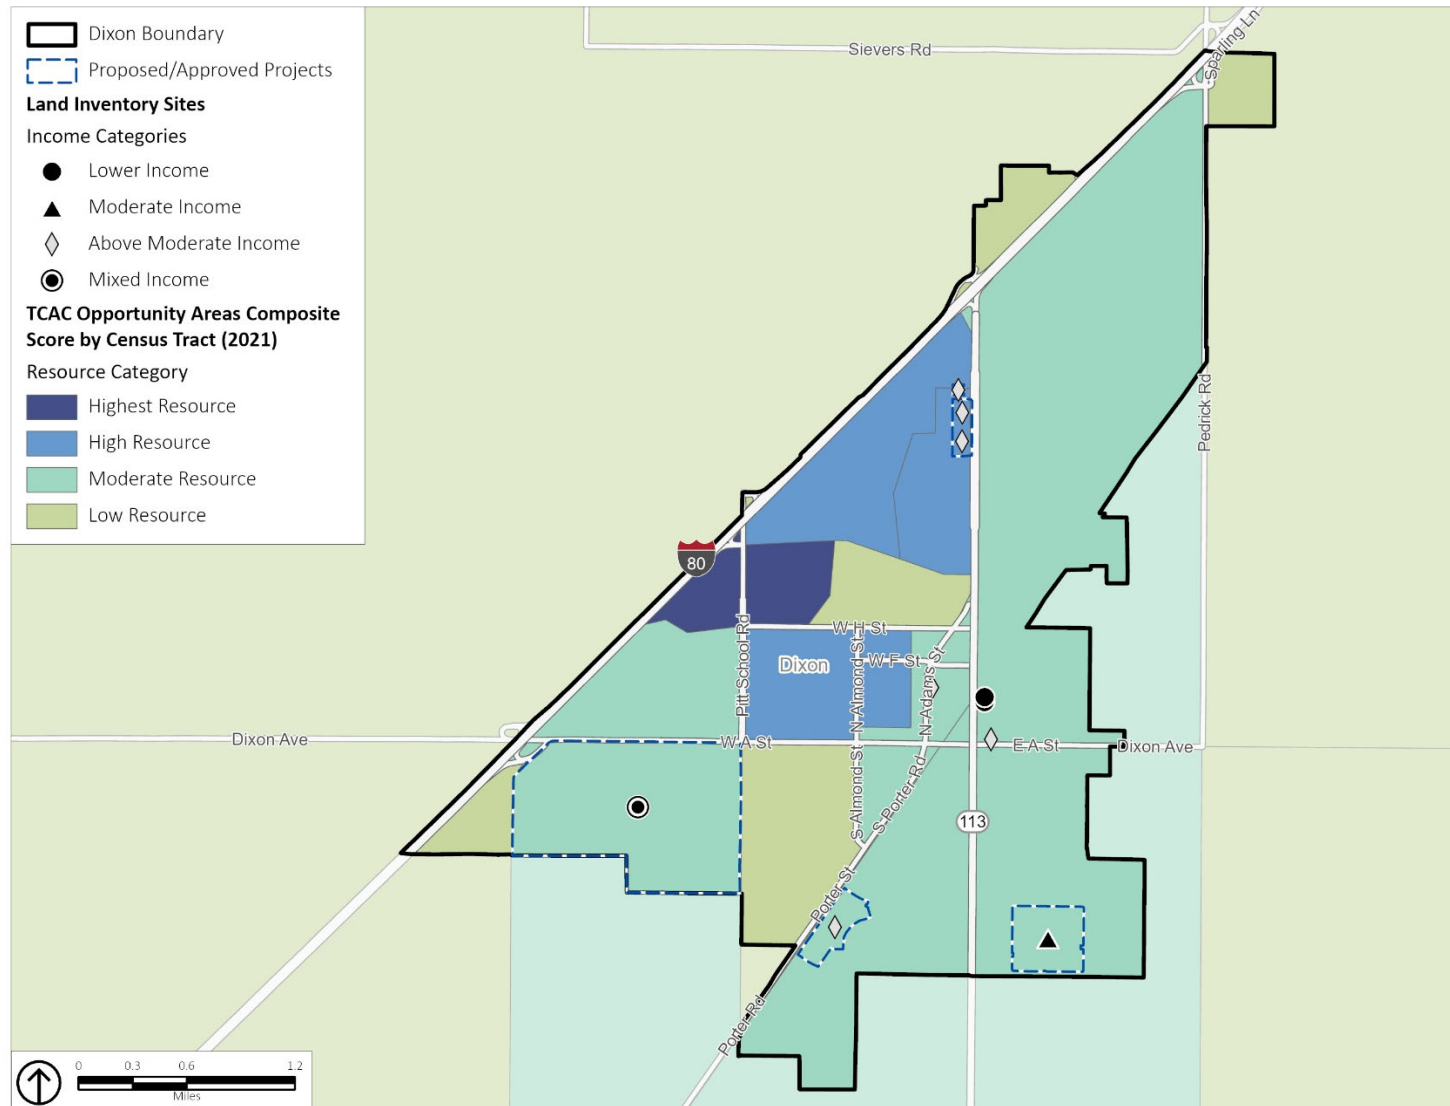 Dixon Boundary
Proposed/Approved Projects
Land Inventory Sites
Income Categories
Lower Income
Moderate Income
Above Moderate Income
Mixed Income
TCAC Opportunity Areas Composite
Score by Census Tract (2021)
Resource Category
Highest Resource
High Resource
Moderate Resource
Low Resource
Sievers Rd
Sparling Ln
Pedrick Rd
80
Pitt School Rd
W H St
W F St
Dixon
N Almond St
N Adams St
Dixon Ave
W A St
E A St
Dixon Ave
S Almond St
S Porter Rd
113
Porter St
Porter Rd
0 0.3 0.6 1.2
Miles